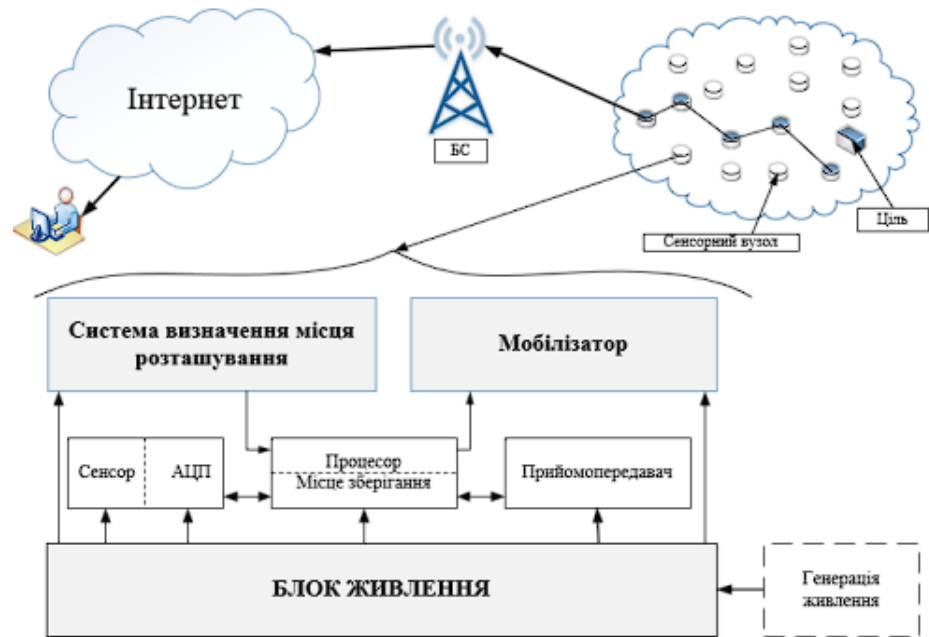 Інтернет
БС
Ціль
Сенсорний вузол
Система визначення місця
розташування
Мобілізатор
Сенсор
АЦП
Процесор
Місце зберігання
Прийомопередавач
БЛОК ЖИВЛЕННЯ
Генерація
живлення